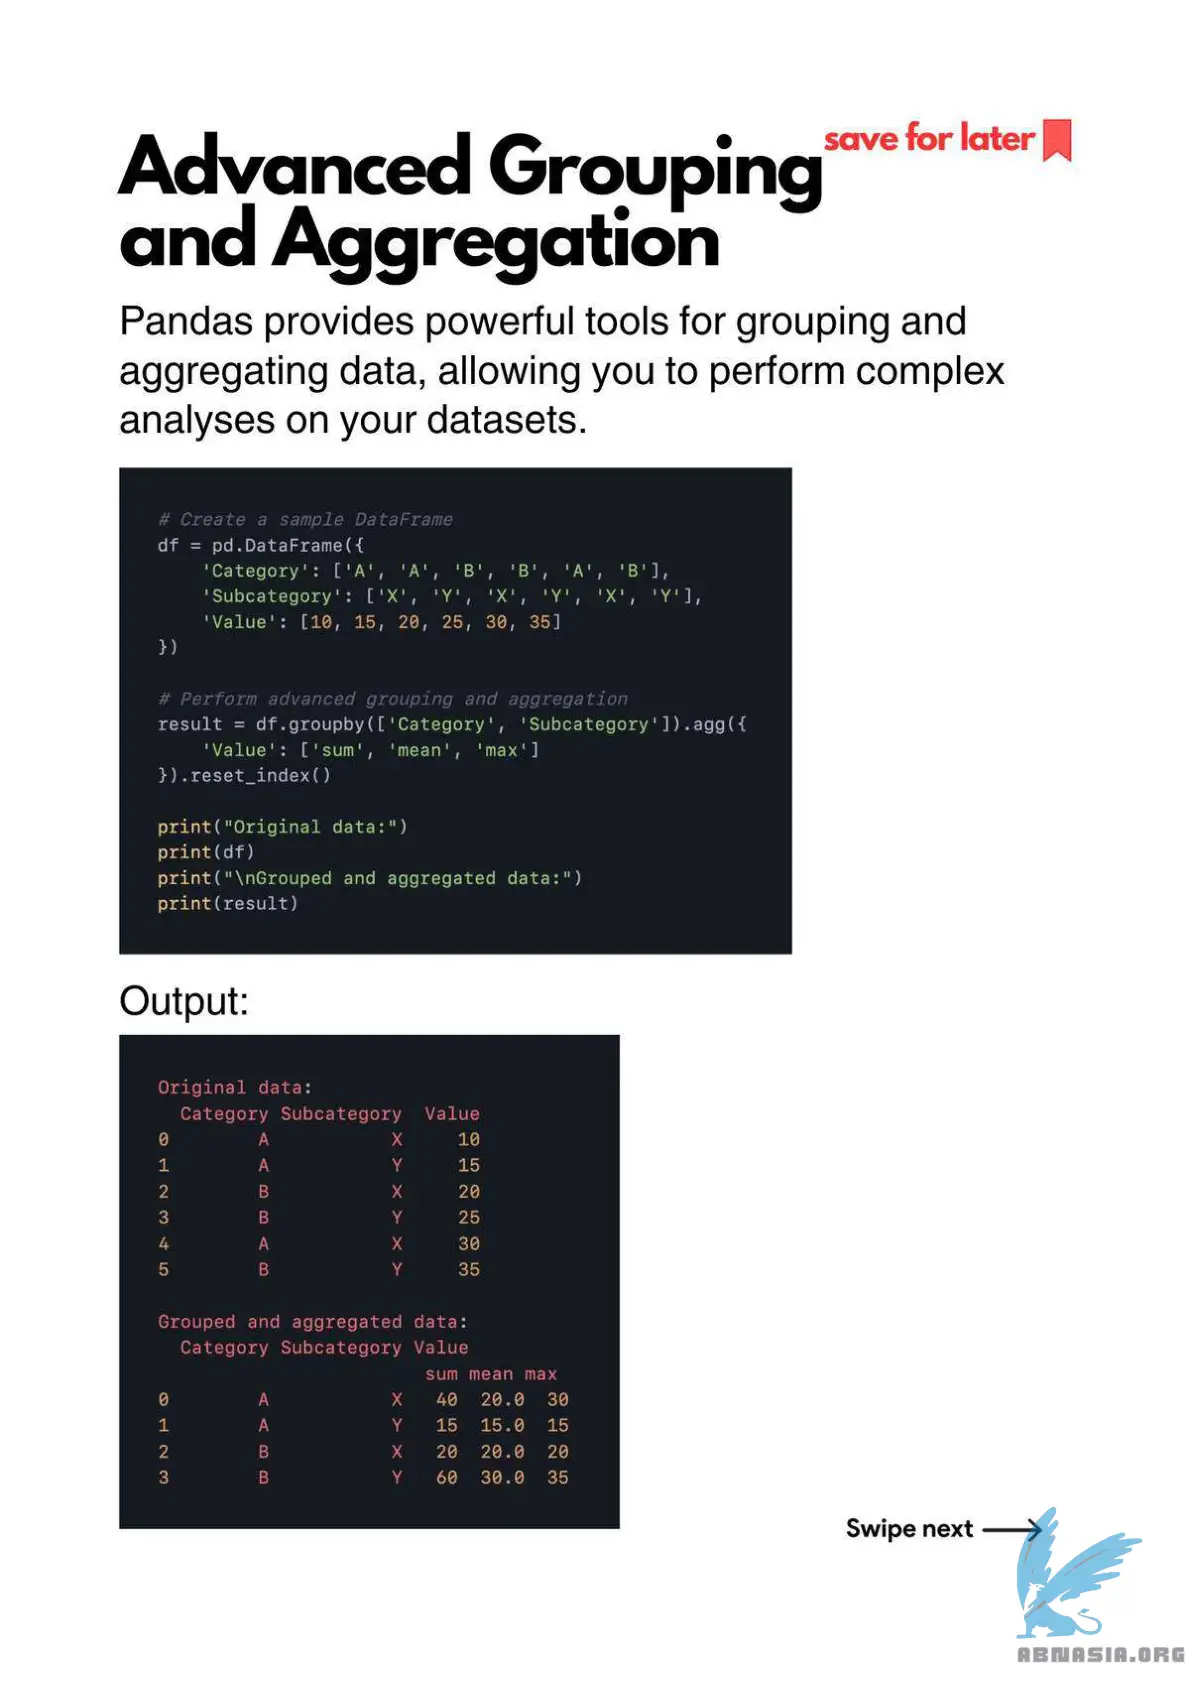 Advanced Grouping
and Aggregation
save for later
Pandas provides powerful tools for grouping and
aggregating data, allowing you to perform complex
analyses on your datasets.
# Create a sample DataFrame
df = pd.DataFrame({
    'Category': ['A', 'A', 'B', 'B', 'A', 'B'],
    'Subcategory': ['X', 'Y', 'X', 'Y', 'X', 'Y'],
    'Value': [10, 15, 20, 25, 30, 35]
})
# Perform advanced grouping and aggregation
result = df.groupby(['Category', 'Subcategory']).agg({
    'Value': ['sum', 'mean', 'max']
}).reset_index()
print("Original data:")
print(df)
print("\nGrouped and aggregated data:")
print(result)
Output:
Original data:
  Category Subcategory  Value
0        A           X     10
1        A           Y     15
2        B           X     20
3        B           Y     25
4        A           X     30
5        B           Y     35
Grouped and aggregated data:
  Category Subcategory Value
                        sum mean max
0        A           X   40  20.0  30
1        A           Y   15  15.0  15
2        B           X   20  20.0  20
3        B           Y   60  30.0  35
Swipe next
ABNASIA.ORG